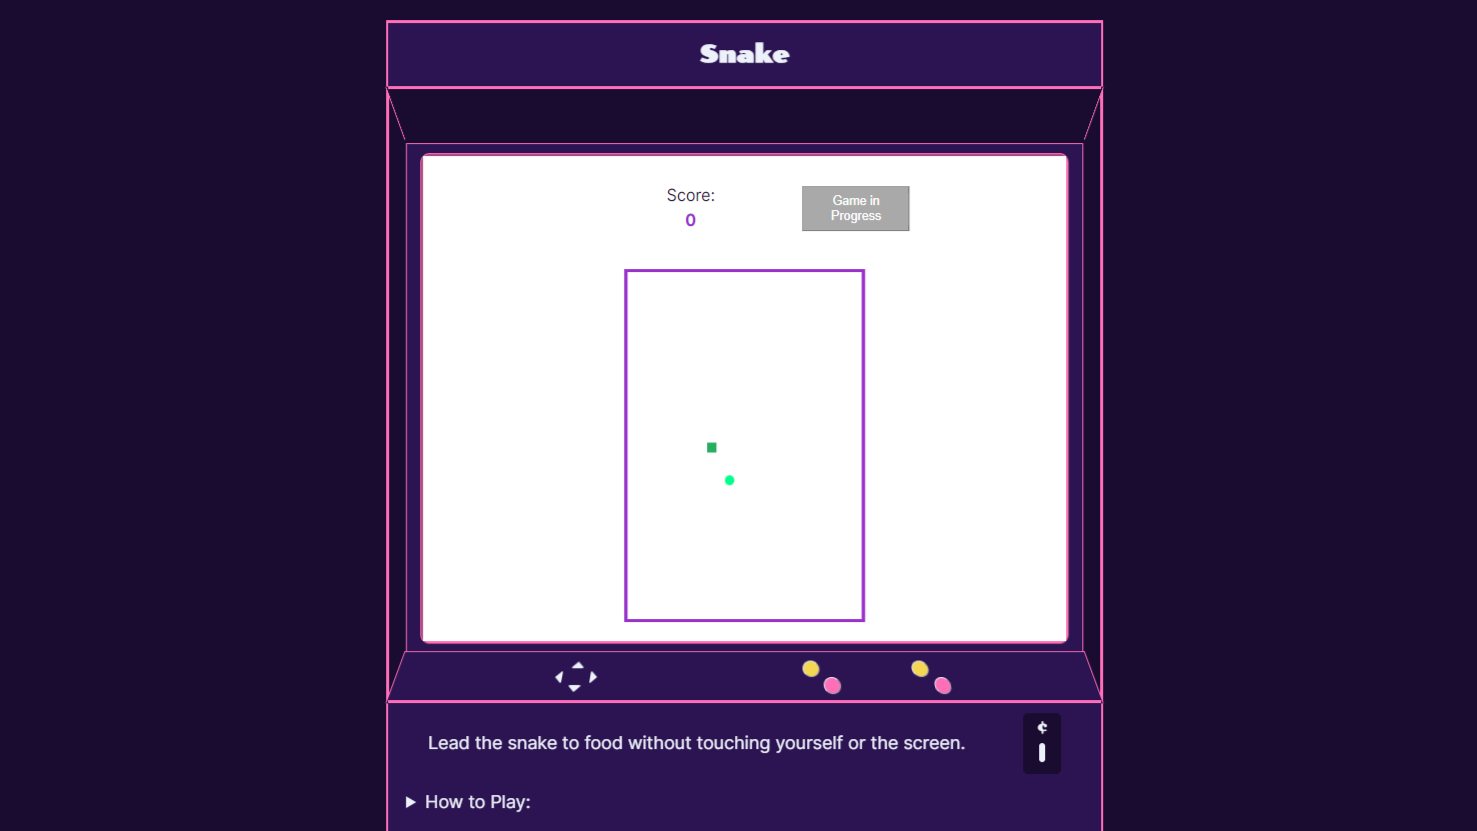 Snake
Score:
0
Game in
Progress
¢
Lead the snake to food without touching yourself or the screen.
How to Play: